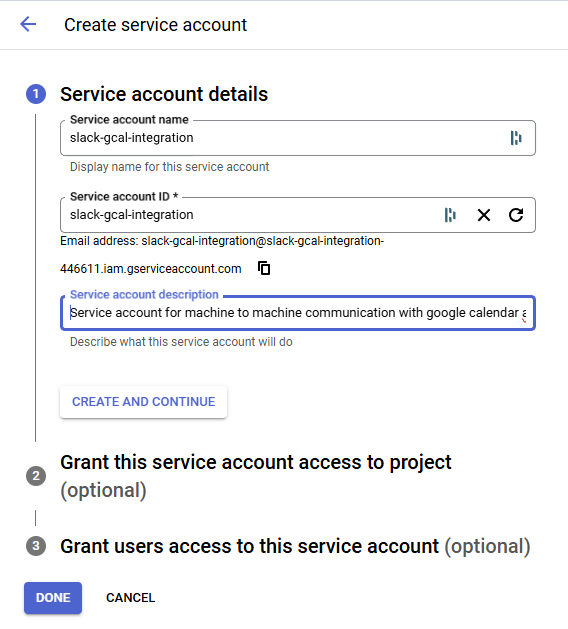 Create service account
1
Service account details
Service account name
slack-gcal-integration
Display name for this service account
Service account ID *
slack-gcal-integration
Email address: slack-gcal-integration@slack-gcal-integration-
446611.iam.gserviceaccount.com
Service account description
Service account for machine to machine communication with google calendar
Describe what this service account will do
CREATE AND CONTINUE
2
Grant this service account access to project
(optional)
3
Grant users access to this service account (optional)
DONE
CANCEL